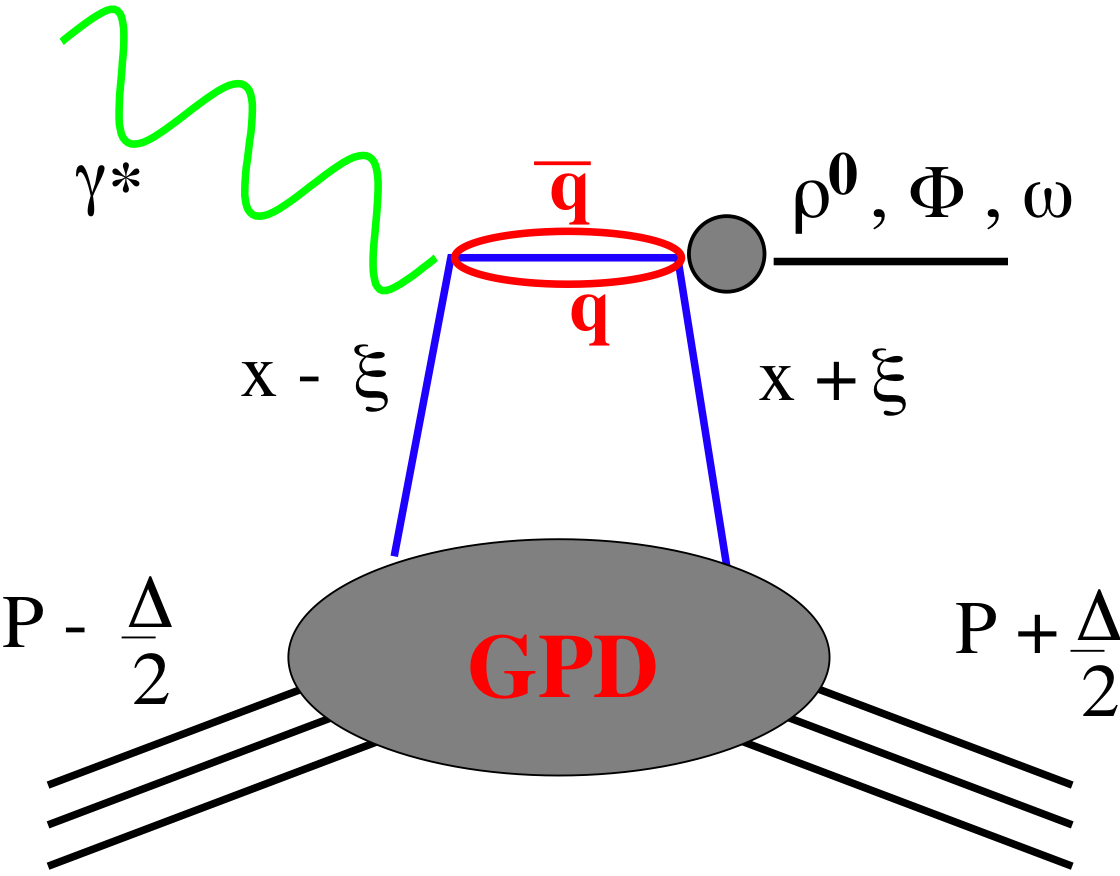 γ*
q̅
ρ⁰, Φ, ω
q
x - ξ
x + ξ
P - Δ/2
P + Δ/2
GPD